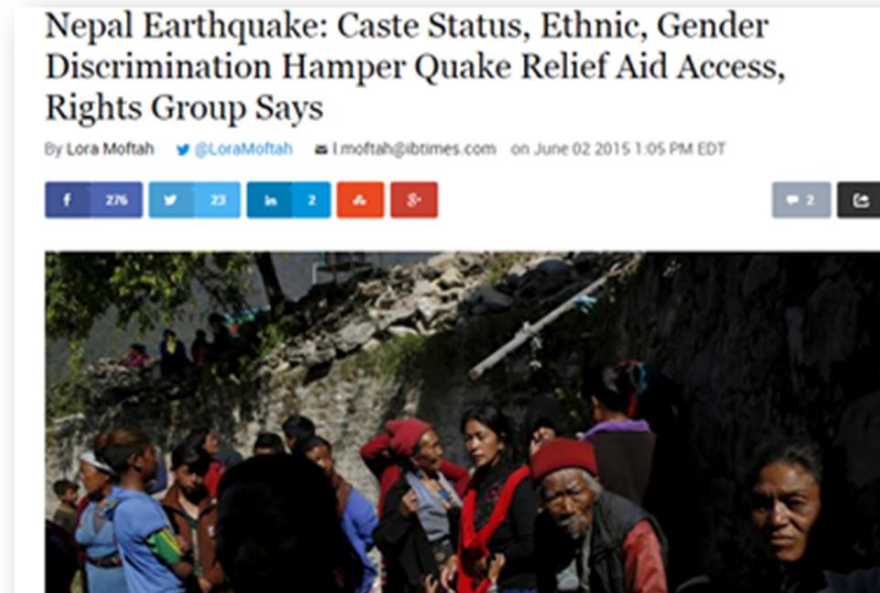 Nepal Earthquake: Caste Status, Ethnic, Gender
Discrimination Hamper Quake Relief Aid Access,
Rights Group Says
By Lora Moftah @LoraMoftah l.moftah@ibtimes.com on June 02 2015 1:05 PM EDT
f 276 23 in 2 g+ 2